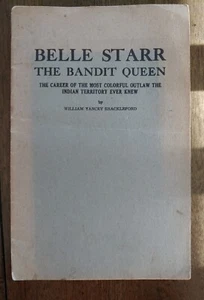 BELLE STARR
THE BANDIT QUEEN
THE CAREER OF THE MOST COLORFUL OUTLAW THE
INDIAN TERRITORY EVER KNEW
by
WILLIAM YANCEY SHACKLEFORD